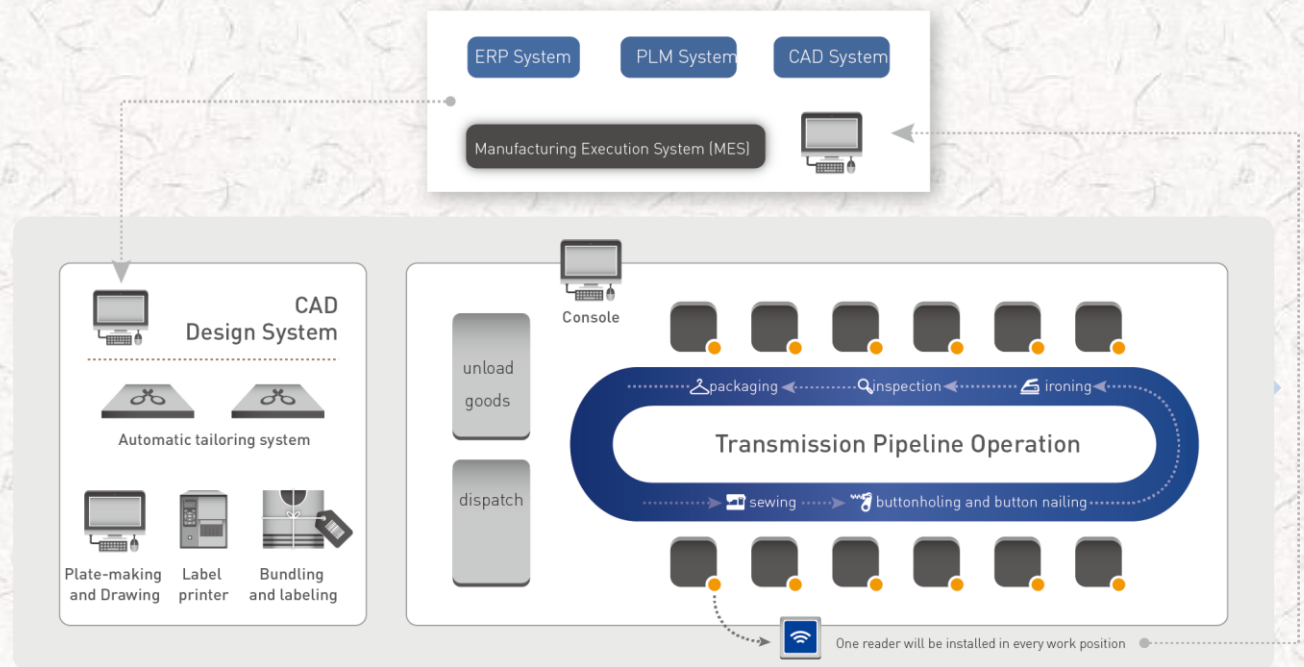 ERP System
PLM System
CAD System
Manufacturing Execution System (MES)
CAD
Design System
Automatic tailoring system
Plate-making
and Drawing
Label
printer
Bundling
and labeling
Console
unload
goods
dispatch
packaging
inspection
ironing
Transmission Pipeline Operation
sewing
buttonholing and button nailing
One reader will be installed in every work position